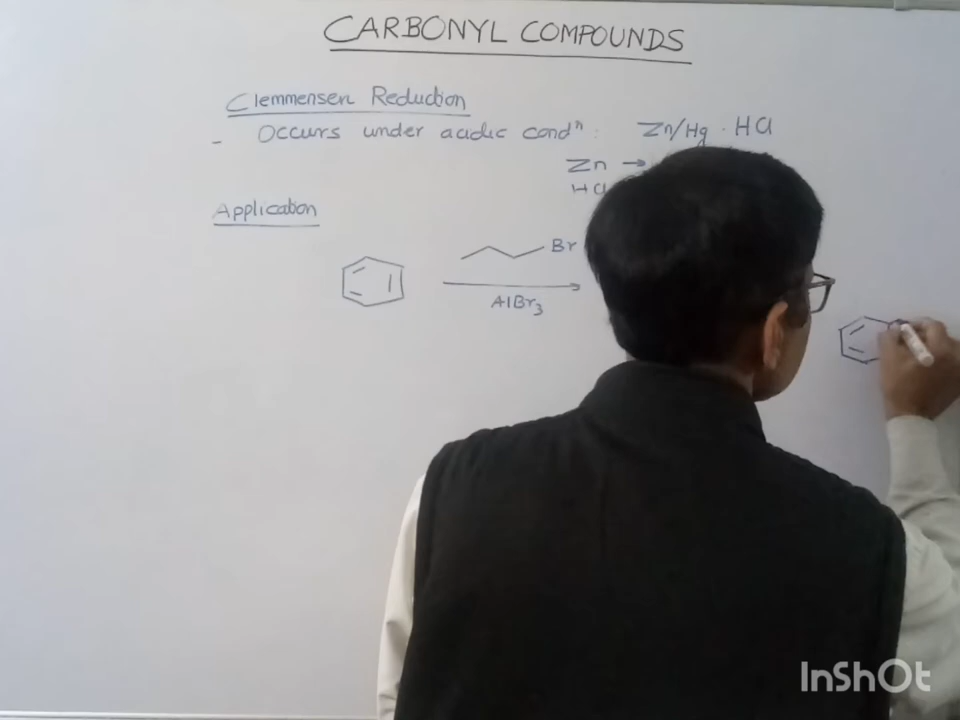 CARBONYL COMPOUNDS
Clemmensen Reduction
- Occurs under acidic condⁿ : Zn/Hg · HCl
Zn →
HCl
Application
Br
AlBr₃
InShOt